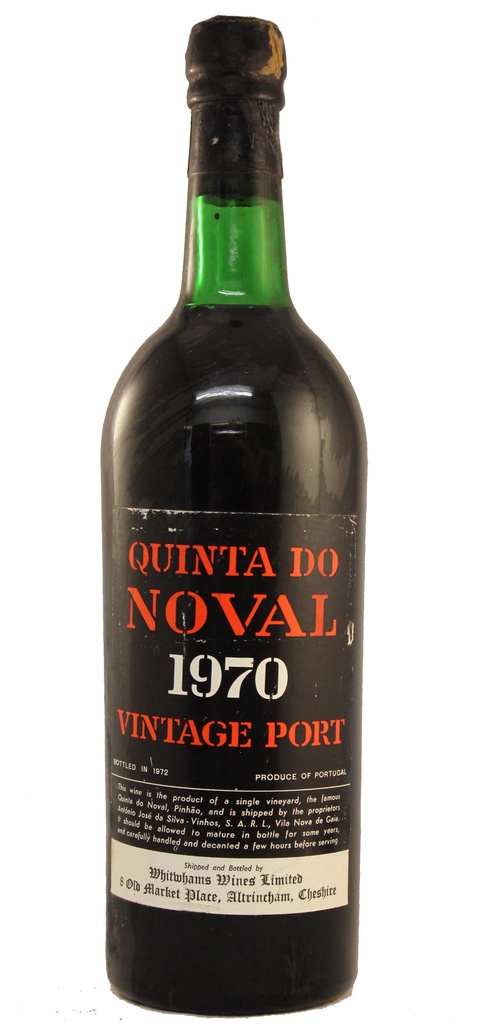 QUINTA DO
NOVAL
1970
VINTAGE PORT
BOTTLED IN 1972 PRODUCE OF PORTUGAL
This wine is the product of a single vineyard, the famous
Quinta do Noval, Pinhão, and is shipped by the proprietors
António José da Silva - Vinhos, S. A. R. L., Vila Nova de Gaia.
It should be allowed to mature in bottle for some years,
and carefully handled and decanted a few hours before serving
Shipped and Bottled by
Whitwhams Wines Limited
8 Old Market Place, Altrincham, Cheshire